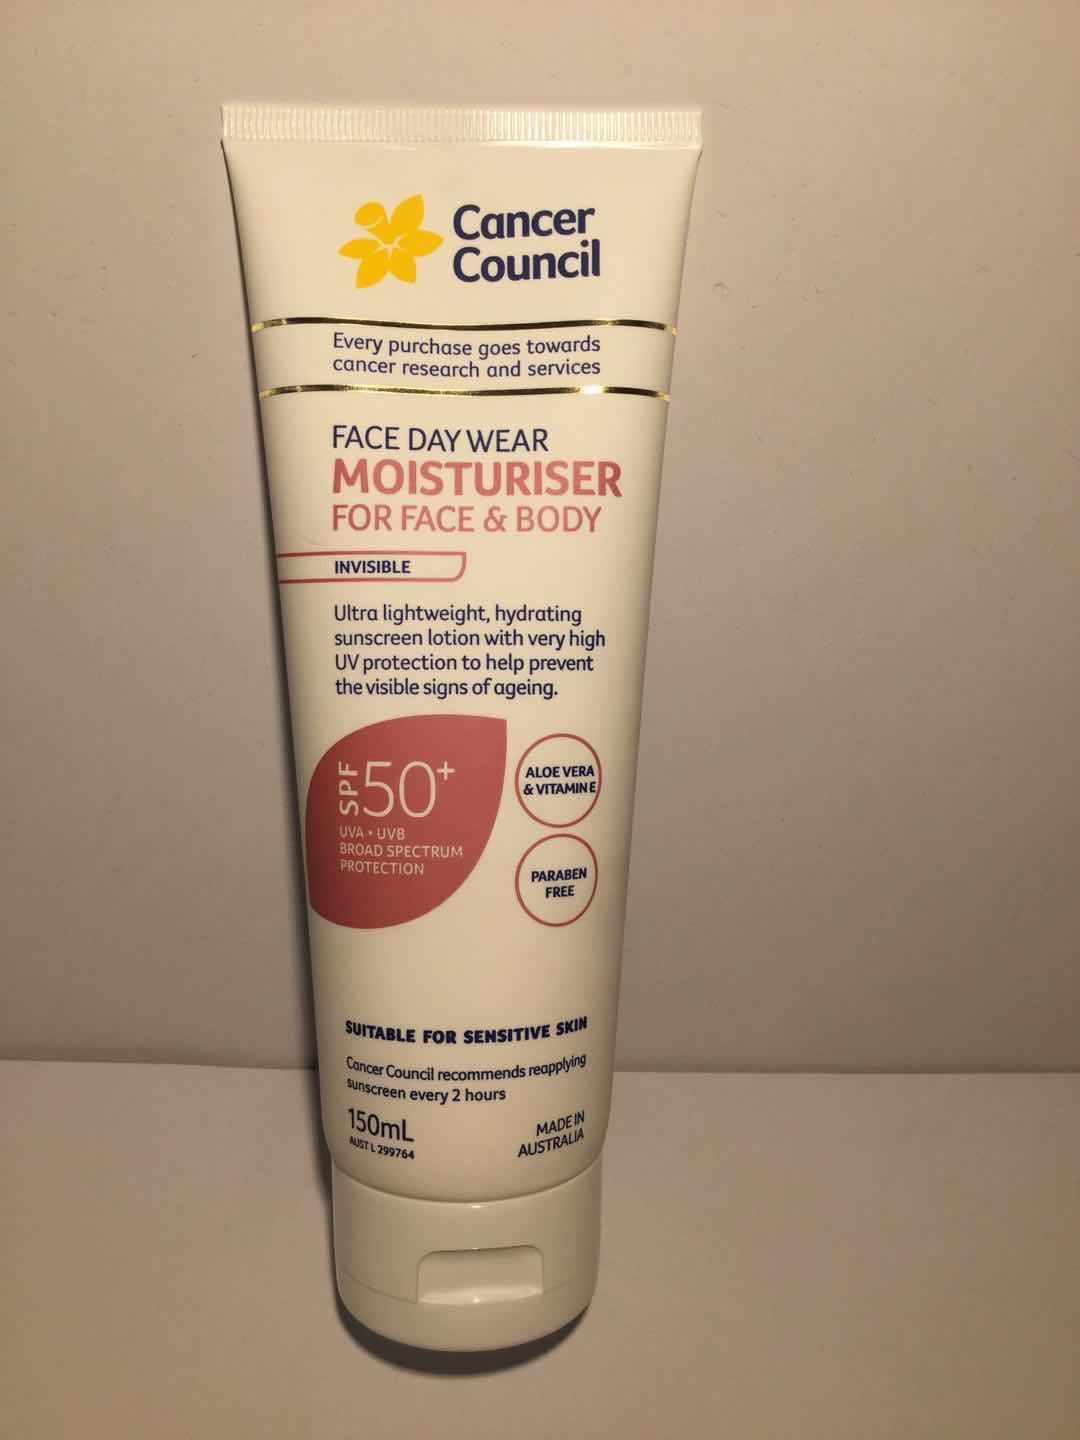 Cancer
Council
Every purchase goes towards
cancer research and services
FACE DAY WEAR
MOISTURISER
FOR FACE & BODY
INVISIBLE
Ultra lightweight, hydrating
sunscreen lotion with very high
UV protection to help prevent
the visible signs of ageing.
SPF 50+
UVA • UVB
BROAD SPECTRUM
PROTECTION
ALOE VERA
& VITAMIN E
PARABEN
FREE
SUITABLE FOR SENSITIVE SKIN
Cancer Council recommends reapplying
sunscreen every 2 hours
150mL
AUST L 299764
MADE IN
AUSTRALIA